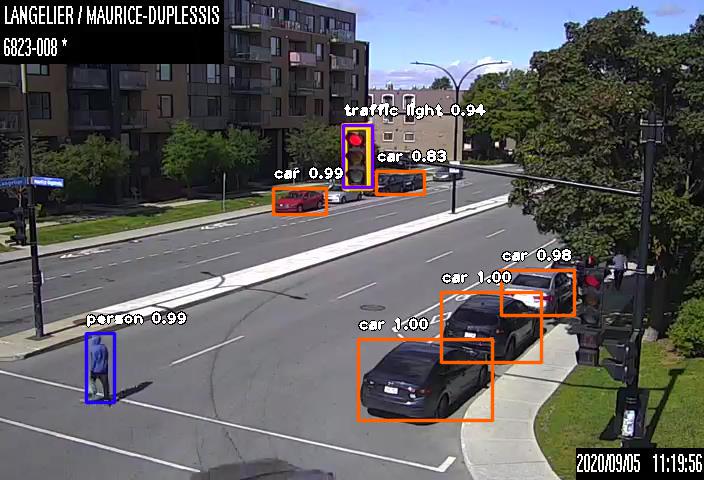 LANGELIER / MAURICE-DUPLESSIS
6823-008 *
traffic light 0.94
car 0.99
car 0.83
car 0.98
car 1.00
car 1.00
person 0.99
2020/09/05 11:19:56